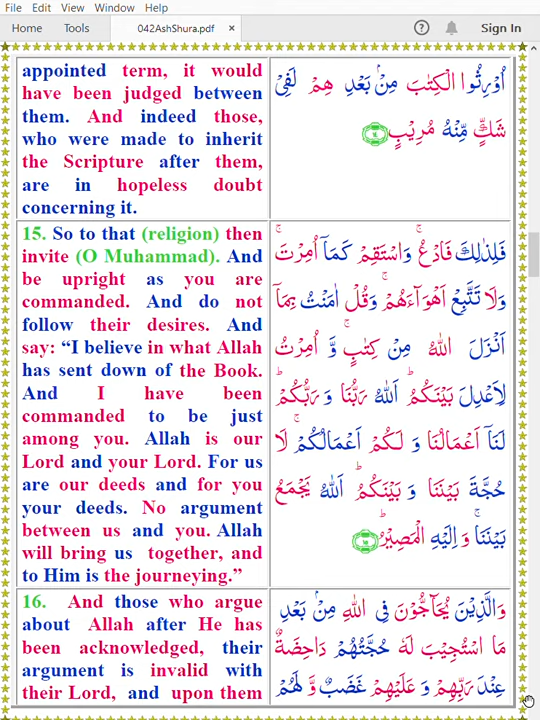 File Edit View Window Help
Home Tools 042AshShura.pdf × Sign In
appointed term, it would
have been judged between
them. And indeed those,
who were made to inherit
the Scripture after them,
are in hopeless doubt
concerning it.
اُوْرِثُوا الْكِتٰبَ مِنْۢ بَعْدِ هِمْ لَفِیْ
شَكٍّ مِّنْهُ مُرِیْبٍ ﴿۱۴﴾
15. So to that (religion) then
invite (O Muhammad). And
be upright as you are
commanded. And do not
follow their desires. And
say: “I believe in what Allah
has sent down of the Book.
And I have been
commanded to be just
among you. Allah is our
Lord and your Lord. For us
are our deeds and for you
your deeds. No argument
between us and you. Allah
will bring us together, and
to Him is the journeying.”
فَلِذٰلِكَ فَادْعُ ۚ وَاسْتَقِمْ كَمَاۤ اُمِرْتَ ۚ
وَلَا تَتَّبِعْ اَهْوَآءَهُمْ ۚ وَقُلْ اٰمَنْتُ بِمَاۤ
اَنْزَلَ اللّٰهُ مِنْ كِتٰبٍ ۚ وَ اُمِرْتُ
لِاَعْدِلَ بَیْنَكُمْ ؕ اَللّٰهُ رَبُّنَا وَ رَبُّكُمْ ؕ
لَنَاۤ اَعْمَالُنَا وَ لَكُمْ اَعْمَالُكُمْ ۚ لَا
حُجَّةَ بَیْنَنَا وَ بَیْنَكُمْ ؕ اَللّٰهُ یَجْمَعُ
بَیْنَنَا ۚ وَ اِلَیْهِ الْمَصِیْرُ ؕ ﴿۱۵﴾
16. And those who argue
about Allah after He has
been acknowledged, their
argument is invalid with
their Lord, and upon them
وَالَّذِیْنَ یُحَآجُّوْنَ فِی اللّٰهِ مِنْۢ بَعْدِ
مَا اسْتُجِیْبَ لَهٗ حُجَّتُهُمْ دَاحِضَةٌ
عِنْدَ رَبِّهِمْ وَ عَلَیْهِمْ غَضَبٌ وَّ لَهُمْ